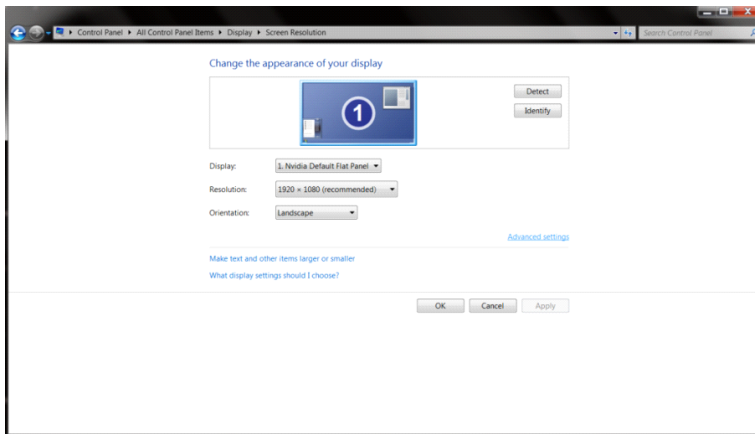 Control Panel ▸ All Control Panel Items ▸ Display ▸ Screen Resolution
Search Control Panel
Change the appearance of your display
1
Detect
Identify
Display: 1. Nvidia Default Flat Panel
Resolution: 1920 × 1080 (recommended)
Orientation: Landscape
Advanced settings
Make text and other items larger or smaller
What display settings should I choose?
OK Cancel Apply